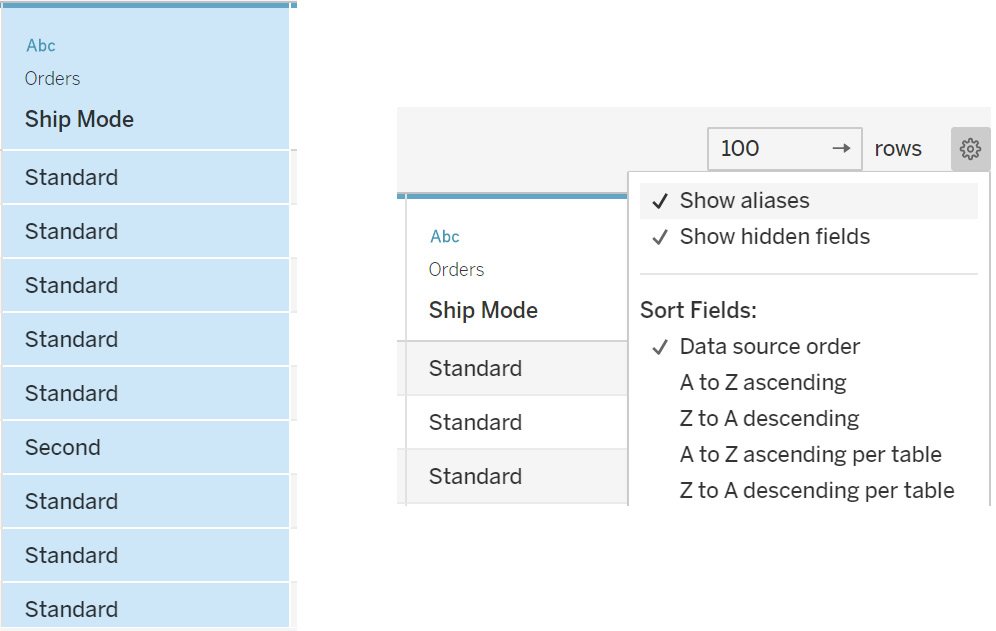 Abc
Orders
Ship Mode
Standard
Standard
Standard
Standard
Standard
Second
Standard
Standard
Standard
100 → rows
✓ Show aliases
✓ Show hidden fields
Sort Fields:
✓ Data source order
A to Z ascending
Z to A descending
A to Z ascending per table
Z to A descending per table
Abc
Orders
Ship Mode
Standard
Standard
Standard